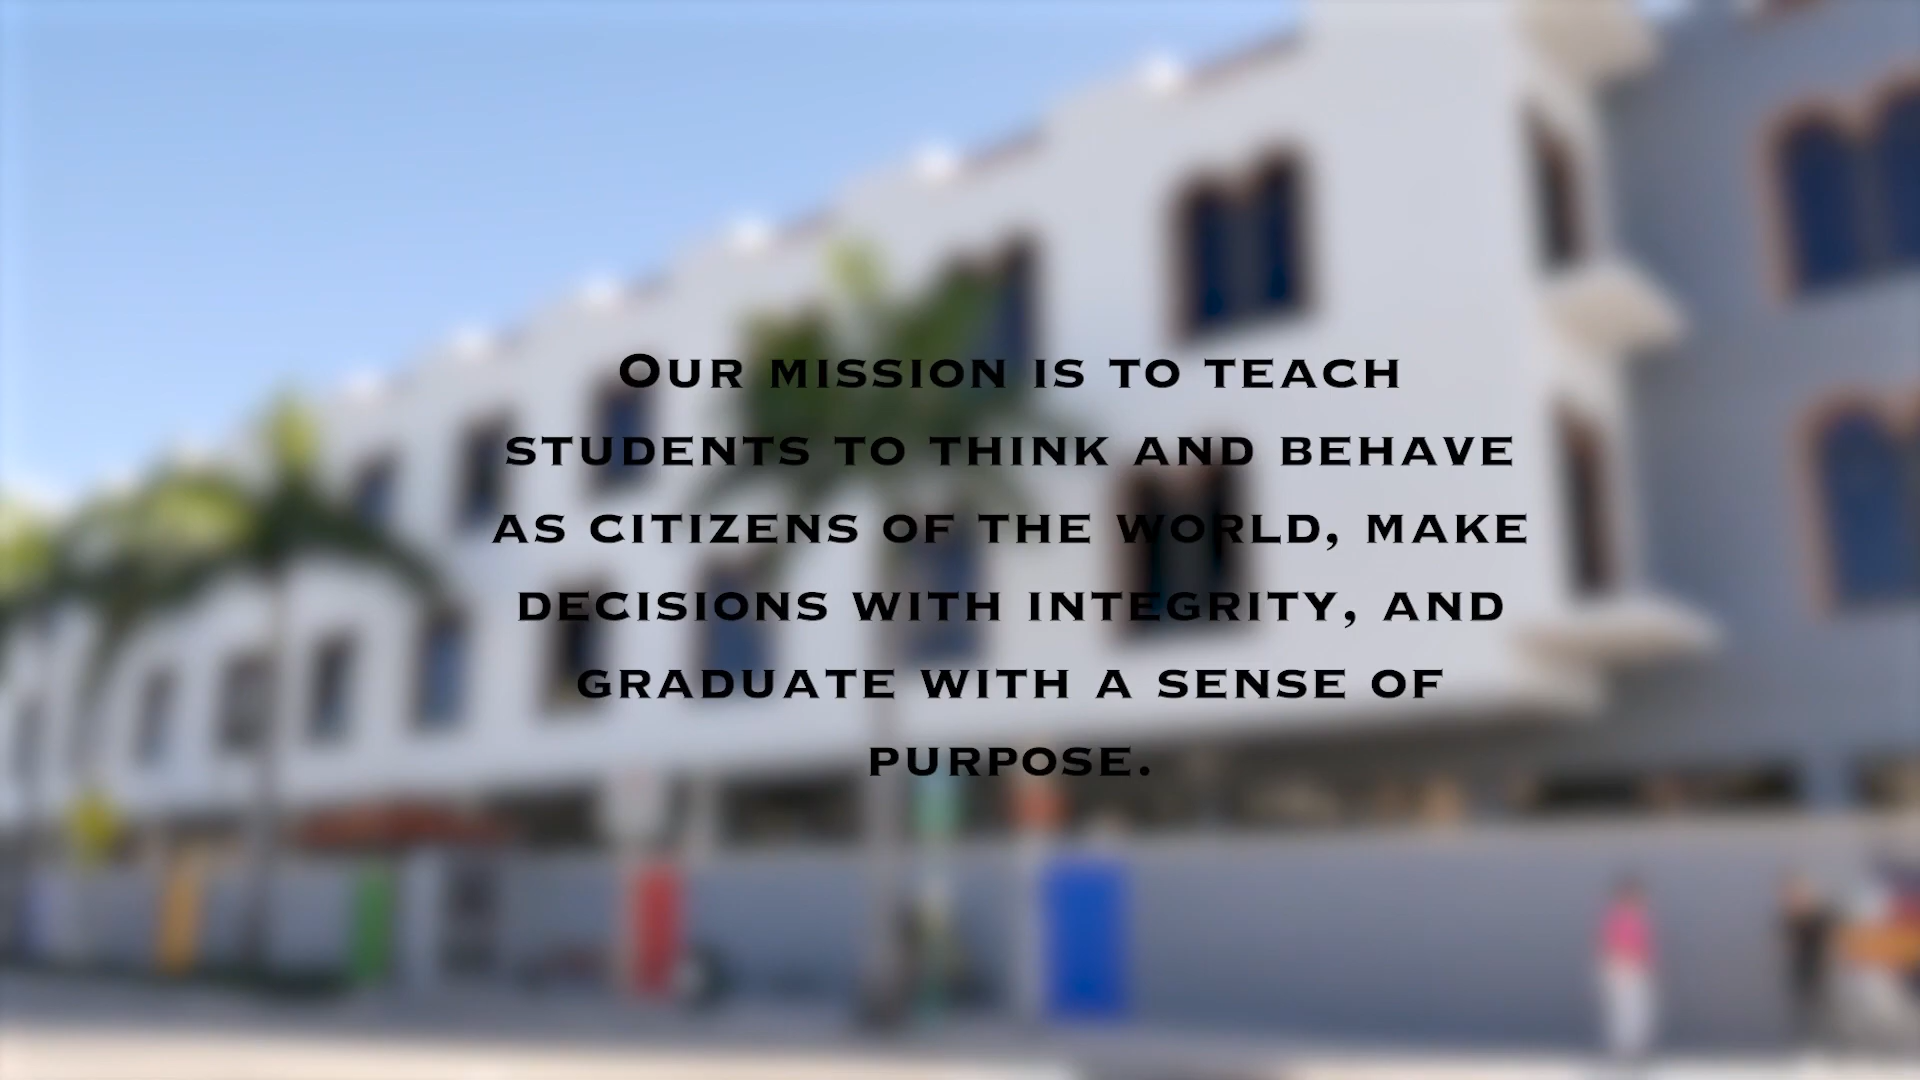 Our mission is to teach
students to think and behave
as citizens of the world, make
decisions with integrity, and
graduate with a sense of
purpose.